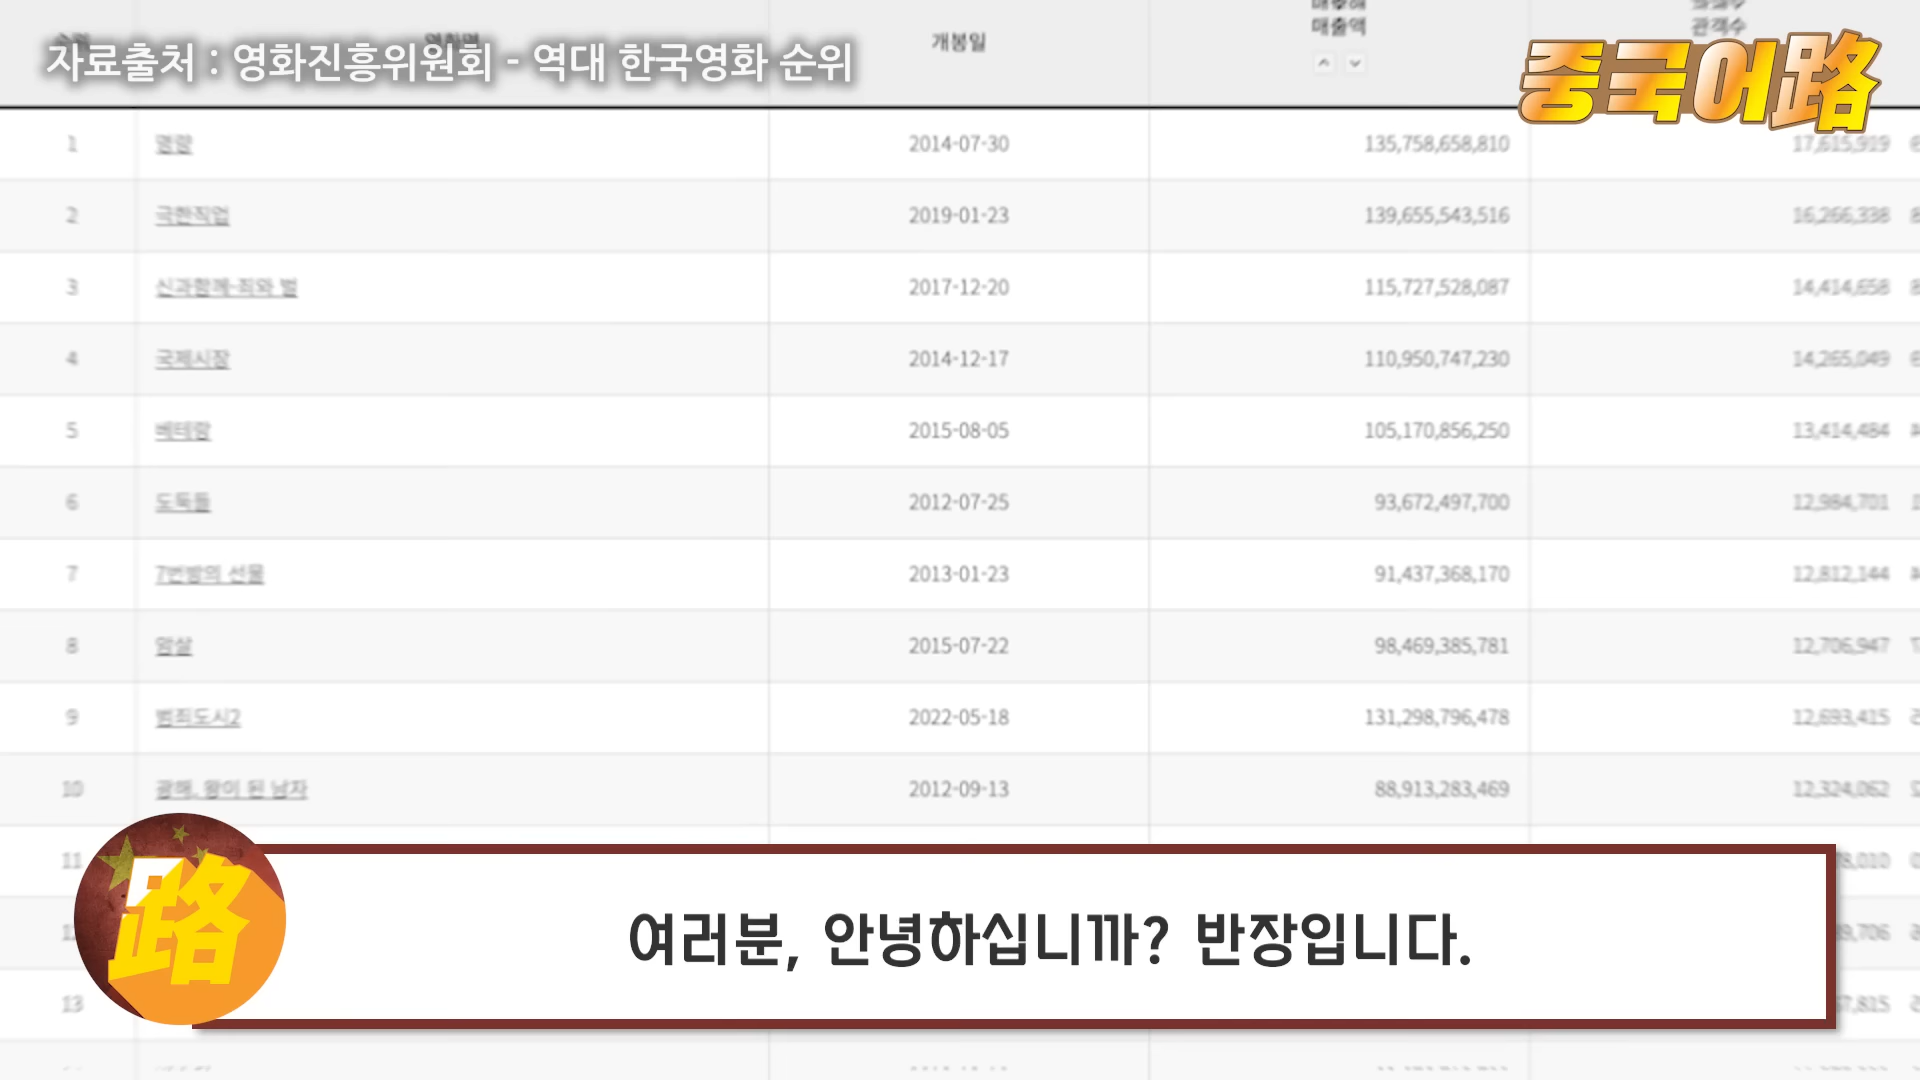 자료출처 : 영화진흥위원회 - 역대 한국영화 순위
개봉일
매출액
관객수
중국어路
1 명량 2014-07-30 135,758,658,810 17,615,919
2 극한직업 2019-01-23 139,655,543,516 16,266,338
3 신과함께-죄와 벌 2017-12-20 115,727,528,087 14,414,658
4 국제시장 2014-12-17 110,950,747,230 14,265,049
5 베테랑 2015-08-05 105,170,856,250 13,414,484
6 도둑들 2012-07-25 93,672,497,700 12,984,701
7 7번방의 선물 2013-01-23 91,437,368,170 12,812,144
8 암살 2015-07-22 98,469,385,781 12,706,947
9 범죄도시2 2022-05-18 131,298,796,478 12,693,415
10 광해, 왕이 된 남자 2012-09-13 88,913,283,469 12,324,062
11
路
여러분, 안녕하십니까? 반장입니다.
13